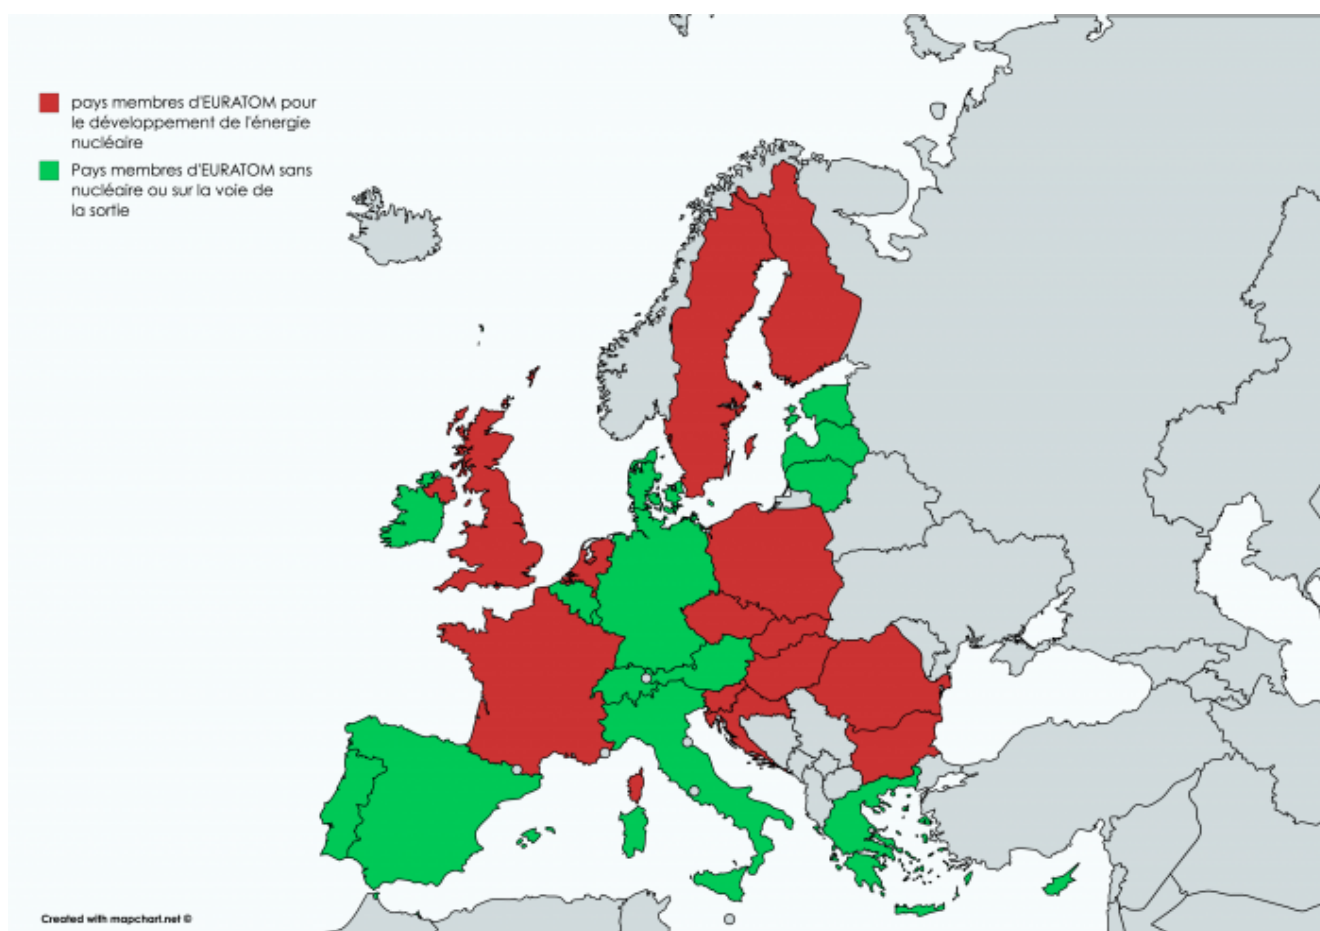 pays membres d'EURATOM pour
le développement de l'énergie
nucléaire
Pays membres d'EURATOM sans
nucléaire ou sur la voie de
la sortie
Created with mapchart.net ©